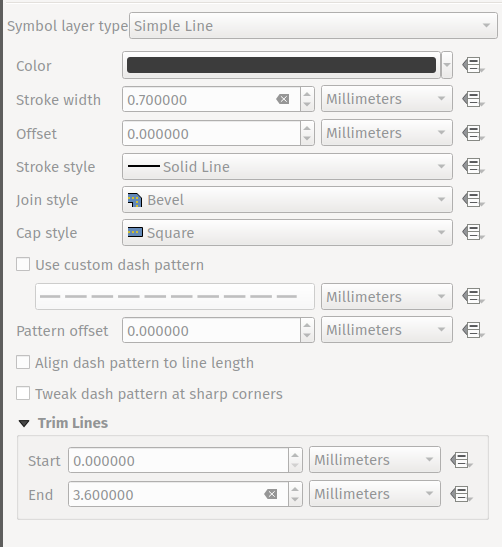 Symbol layer type Simple Line
Color
Stroke width 0.700000 Millimeters
Offset 0.000000 Millimeters
Stroke style Solid Line
Join style Bevel
Cap style Square
Use custom dash pattern
Millimeters
Pattern offset 0.000000 Millimeters
Align dash pattern to line length
Tweak dash pattern at sharp corners
Trim Lines
Start 0.000000 Millimeters
End 3.600000 Millimeters